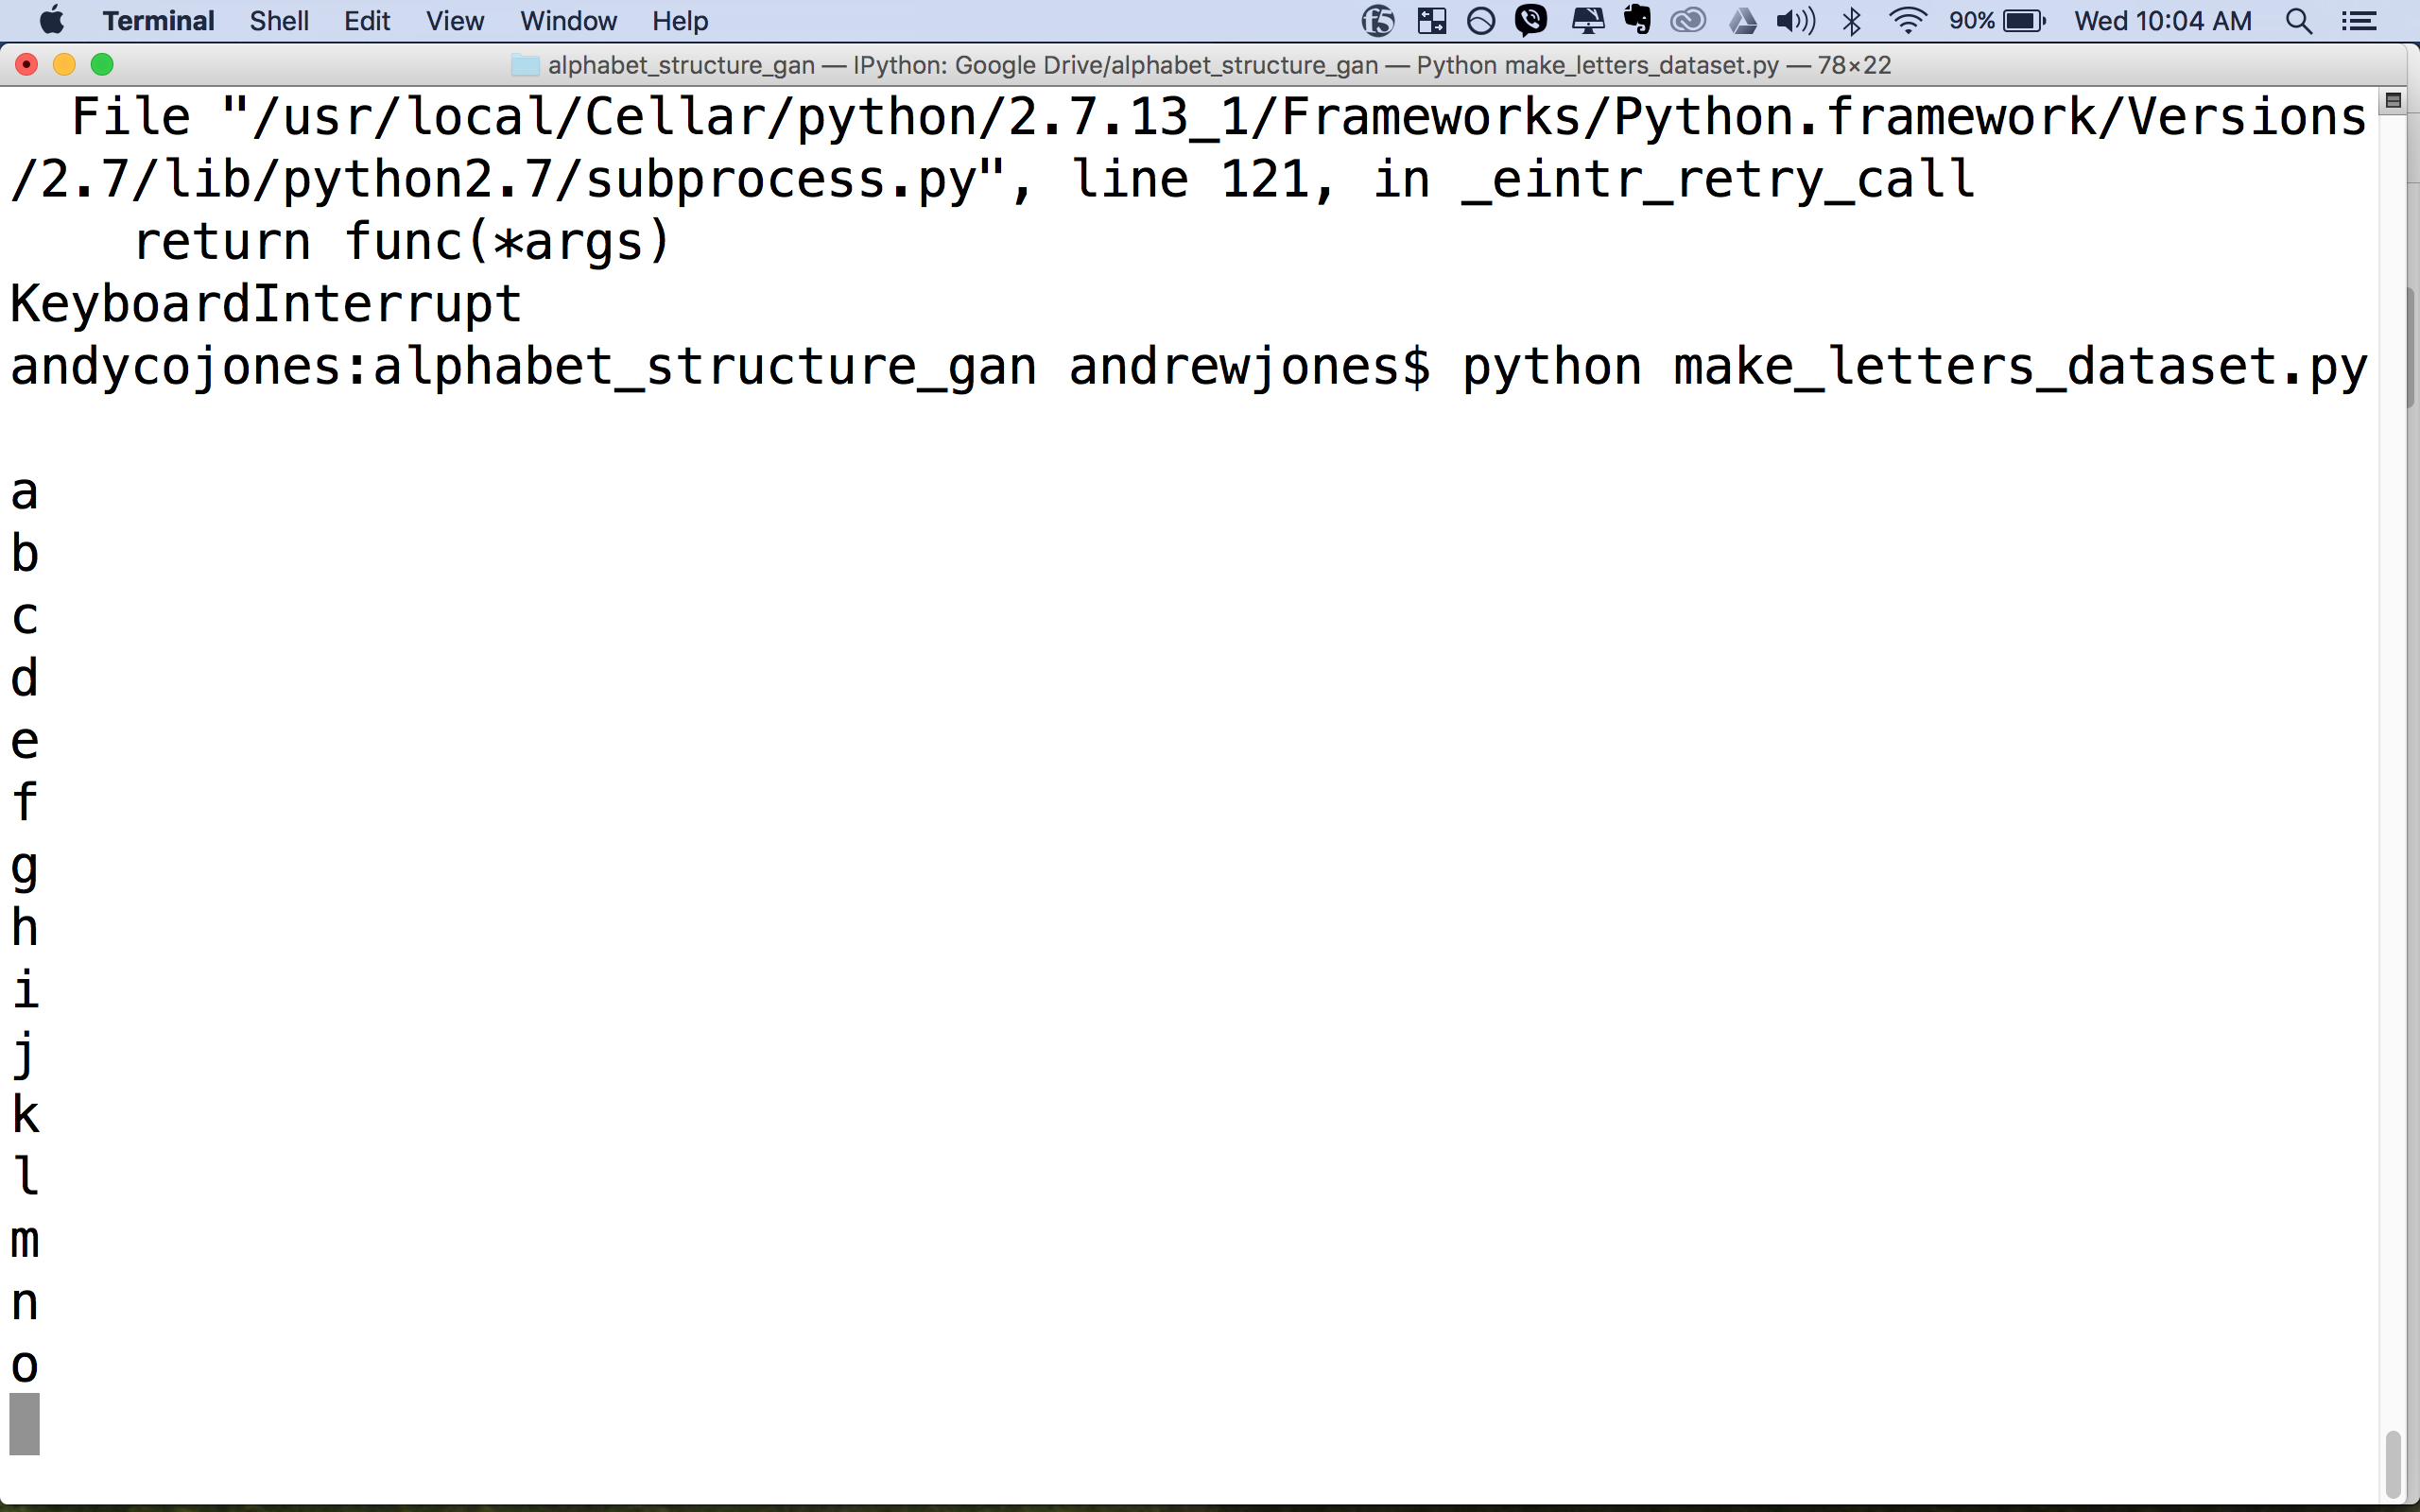 Terminal Shell Edit View Window Help f5 90% Wed 10:04 AM
alphabet_structure_gan — IPython: Google Drive/alphabet_structure_gan — Python make_letters_dataset.py — 78×22
  File "/usr/local/Cellar/python/2.7.13_1/Frameworks/Python.framework/Versions
/2.7/lib/python2.7/subprocess.py", line 121, in _eintr_retry_call
    return func(*args)
KeyboardInterrupt
andycojones:alphabet_structure_gan andrewjones$ python make_letters_dataset.py
a
b
c
d
e
f
g
h
i
j
k
l
m
n
o